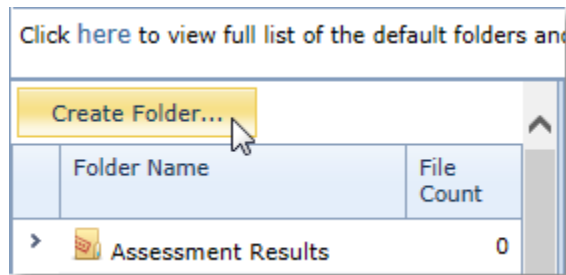 Click here to view full list of the default folders
Create Folder...
Folder Name
File
Count
Assessment Results
0